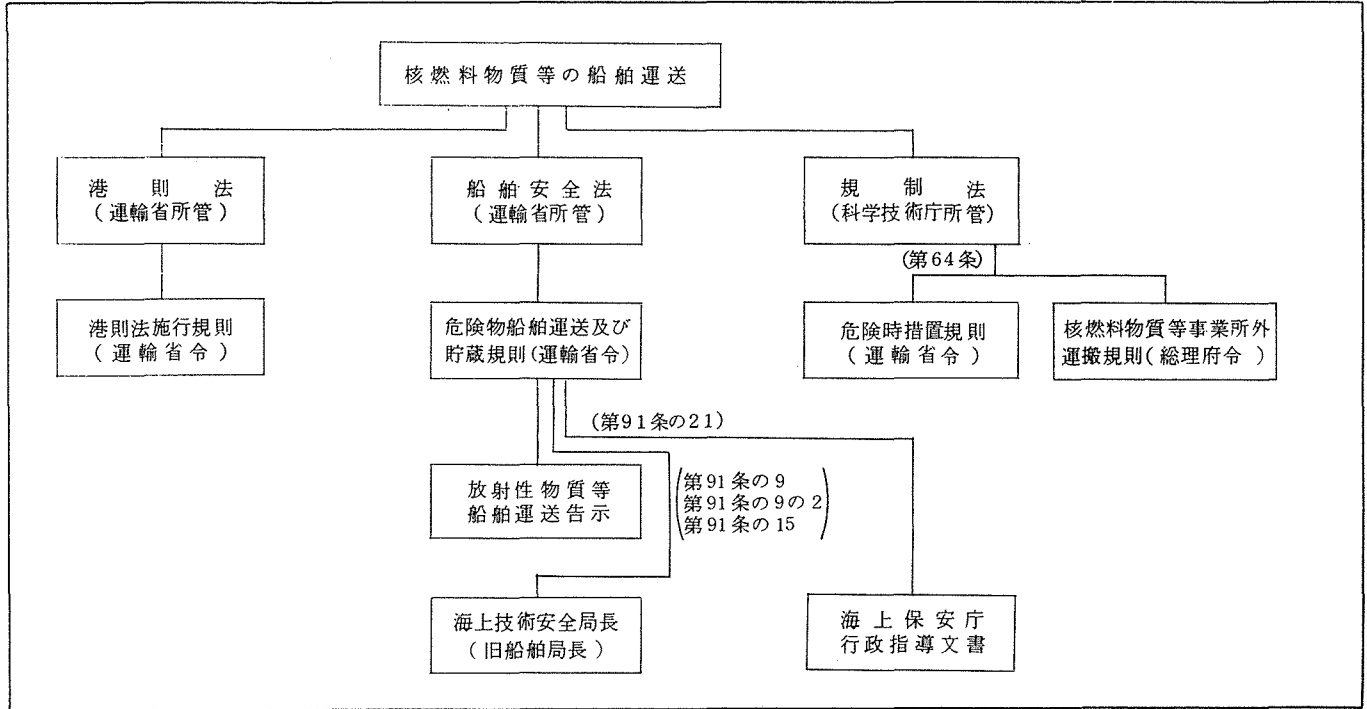 核燃料物質等の船舶運送
港則法
(運輸省所管)
船舶安全法
(運輸省所管)
規制法
(科学技術庁所管)
(第64条)
港則法施行規則
(運輸省令)
危険物船舶運送及び
貯蔵規則(運輸省令)
危険時措置規則
(運輸省令)
核燃料物質等事業所外
運搬規則(総理府令)
(第91条の21)
放射性物質等
船舶運送告示
(第91条の9
第91条の9の2
第91条の15)
海上技術安全局長
(旧船舶局長)
海上保安庁
行政指導文書